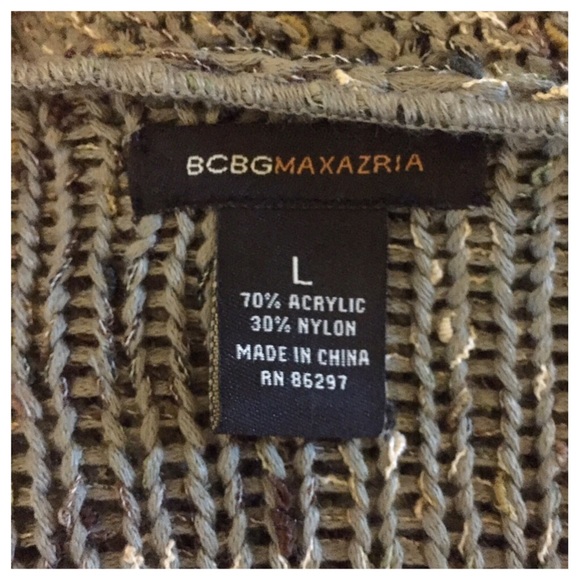 BCBGMAXAZRIA
L
70% ACRYLIC
30% NYLON
MADE IN CHINA
RN 86297